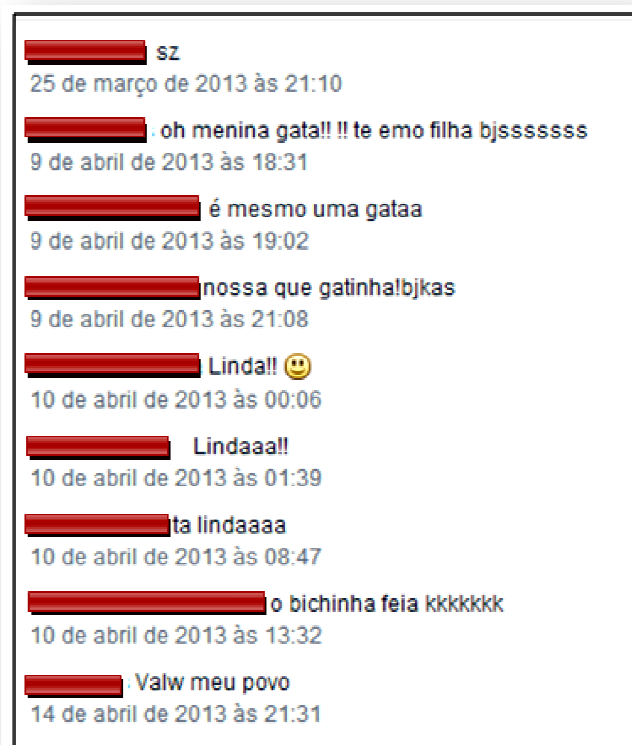 sz
25 de março de 2013 às 21:10
oh menina gata!! !! te emo filha bjsssssss
9 de abril de 2013 às 18:31
é mesmo uma gataa
9 de abril de 2013 às 19:02
nossa que gatinha!bjkas
9 de abril de 2013 às 21:08
Linda!!
10 de abril de 2013 às 00:06
Lindaaa!!
10 de abril de 2013 às 01:39
ta lindaaaa
10 de abril de 2013 às 08:47
o bichinha feia kkkkkkk
10 de abril de 2013 às 13:32
Valw meu povo
14 de abril de 2013 às 21:31